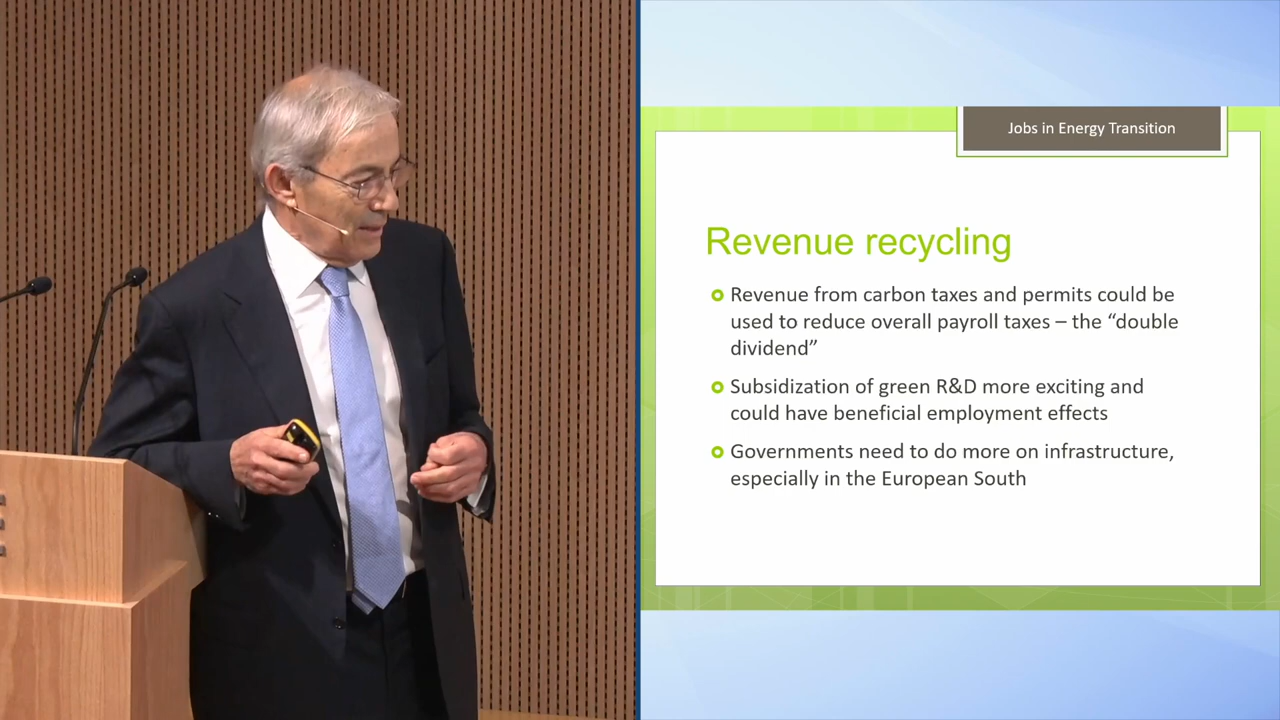 Jobs in Energy Transition
Revenue recycling
Revenue from carbon taxes and permits could be
used to reduce overall payroll taxes – the “double
dividend”
Subsidization of green R&D more exciting and
could have beneficial employment effects
Governments need to do more on infrastructure,
especially in the European South